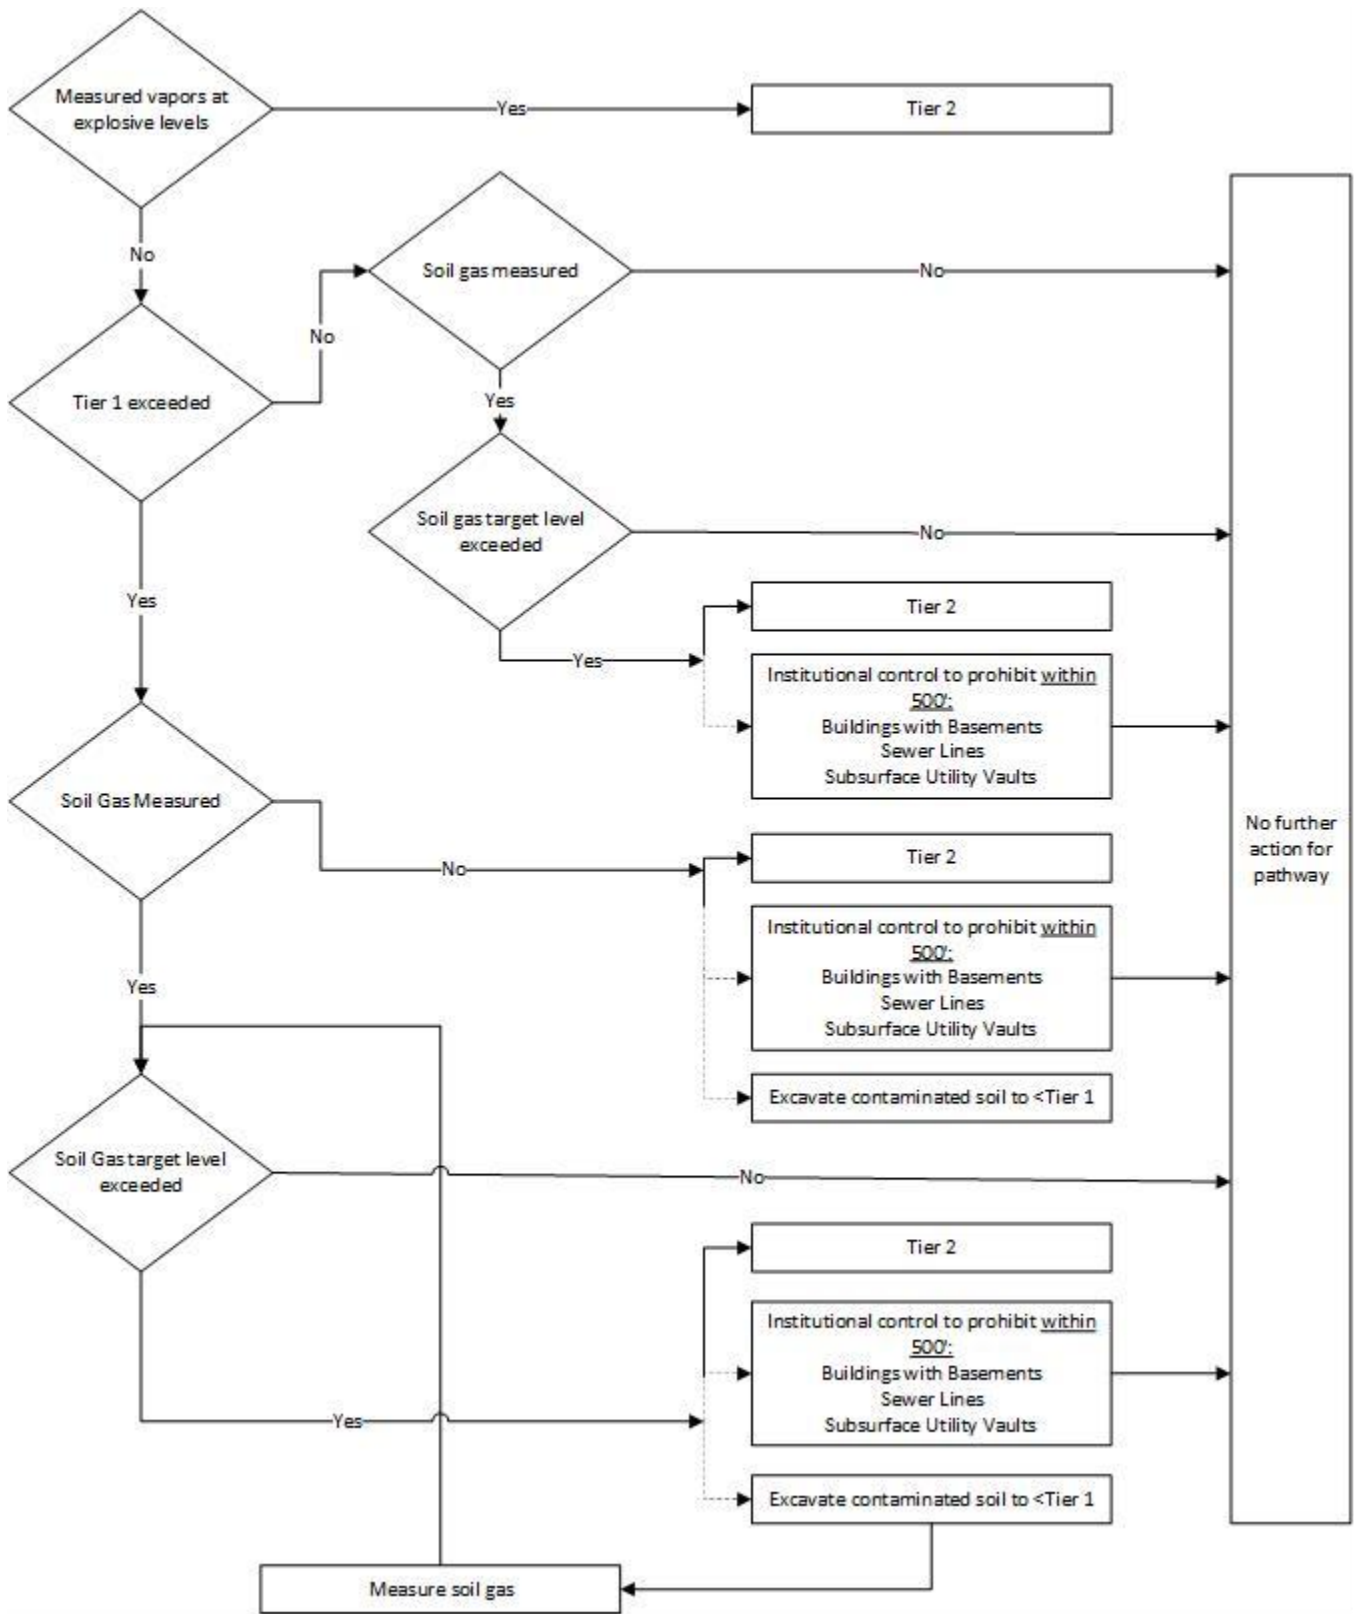 Measured vapors at
explosive levels
Yes
Tier 2
No
Soil gas measured
No
No
Tier 1 exceeded
Yes
Soil gas target level
exceeded
No
Yes
Tier 2
Yes
Institutional control to prohibit within
500':
Buildings with Basements
Sewer Lines
Subsurface Utility Vaults
Soil Gas Measured
No
Tier 2
No further
action for
pathway
Institutional control to prohibit within
500':
Buildings with Basements
Sewer Lines
Subsurface Utility Vaults
Yes
Excavate contaminated soil to <Tier 1
Soil Gas target level
exceeded
No
Tier 2
Institutional control to prohibit within
500':
Buildings with Basements
Sewer Lines
Subsurface Utility Vaults
Yes
Excavate contaminated soil to <Tier 1
Measure soil gas